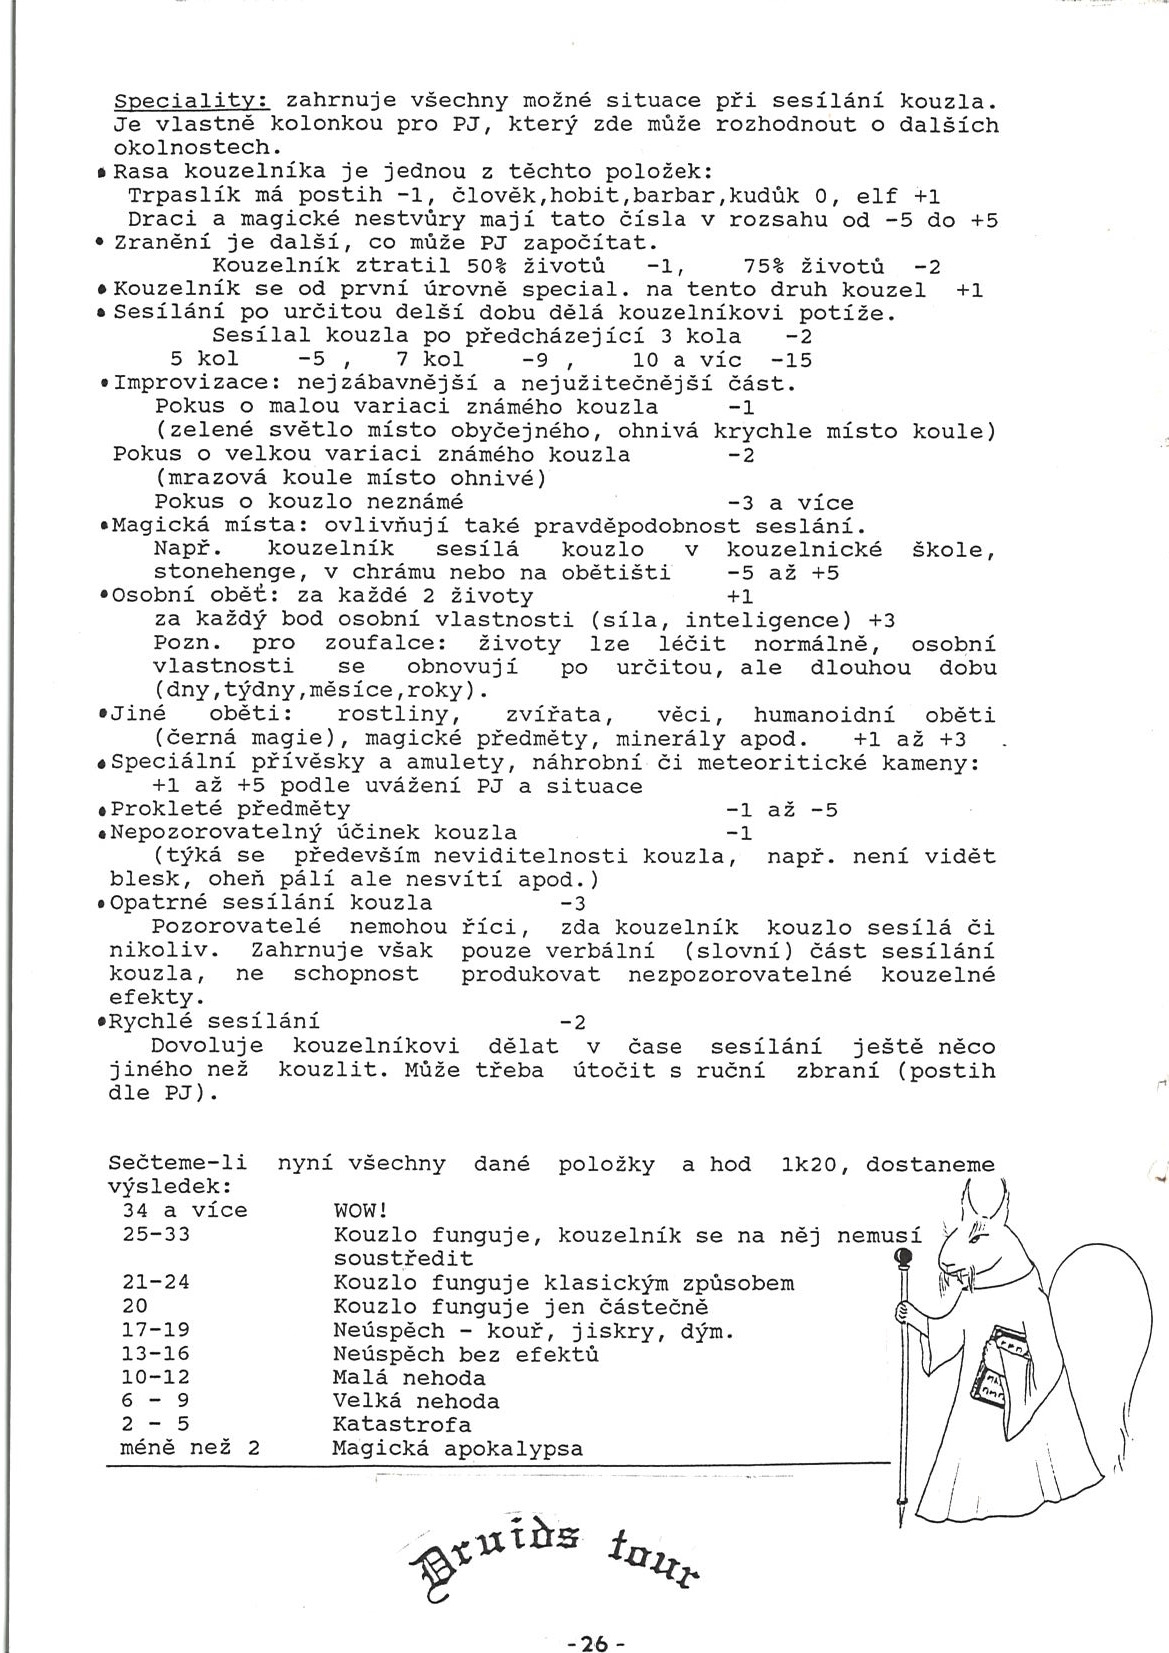 Speciality: zahrnuje všechny možné situace při sesílání kouzla.
Je vlastně kolonkou pro PJ, který zde může rozhodnout o dalších
okolnostech.
•Rasa kouzelníka je jednou z těchto položek:
Trpaslík má postih -1, člověk,hobit,barbar,kudůk 0, elf +1
Draci a magické nestvůry mají tato čísla v rozsahu od -5 do +5
• Zranění je další, co může PJ započítat.
Kouzelník ztratil 50% životů -1, 75% životů -2
•Kouzelník se od první úrovně special. na tento druh kouzel +1
•Sesílání po určitou delší dobu dělá kouzelníkovi potíže.
Sesílal kouzla po předcházející 3 kola -2
5 kol -5 , 7 kol -9 , 10 a víc -15
•Improvizace: nejzábavnější a nejužitečnější část.
Pokus o malou variaci známého kouzla -1
(zelené světlo místo obyčejného, ohnivá krychle místo koule)
Pokus o velkou variaci známého kouzla -2
(mrazová koule místo ohnivé)
Pokus o kouzlo neznámé -3 a více
•Magická místa: ovlivňují také pravděpodobnost seslání.
Např. kouzelník sesílá kouzlo v kouzelnické škole,
stonehenge, v chrámu nebo na obětišti -5 až +5
•Osobní oběť: za každé 2 životy +1
za každý bod osobní vlastnosti (síla, inteligence) +3
Pozn. pro zoufalce: životy lze léčit normálně, osobní
vlastnosti se obnovují po určitou, ale dlouhou dobu
(dny,týdny,měsíce,roky).
•Jiné oběti: rostliny, zvířata, věci, humanoidní oběti
(černá magie), magické předměty, minerály apod. +1 až +3
•Speciální přívěsky a amulety, náhrobní či meteoritické kameny:
+1 až +5 podle uvážení PJ a situace
•Prokleté předměty -1 až -5
•Nepozorovatelný účinek kouzla -1
(týká se především neviditelnosti kouzla, např. není vidět
blesk, oheň pálí ale nesvítí apod.)
•Opatrné sesílání kouzla -3
Pozorovatelé nemohou říci, zda kouzelník kouzlo sesílá či
nikoliv. Zahrnuje však pouze verbální (slovní) část sesílání
kouzla, ne schopnost produkovat nezpozorovatelné kouzelné
efekty.
•Rychlé sesílání -2
Dovoluje kouzelníkovi dělat v čase sesílání ještě něco
jiného než kouzlit. Může třeba útočit s ruční zbraní (postih
dle PJ).
Sečteme-li nyní všechny dané položky a hod 1k20, dostaneme
výsledek:
34 a více WOW!
25-33 Kouzlo funguje, kouzelník se na něj nemusí
soustředit
21-24 Kouzlo funguje klasickým způsobem
20 Kouzlo funguje jen částečně
17-19 Neúspěch - kouř, jiskry, dým.
13-16 Neúspěch bez efektů
10-12 Malá nehoda
6 - 9 Velká nehoda
2 - 5 Katastrofa
méně než 2 Magická apokalypsa
Druids tour
-26-